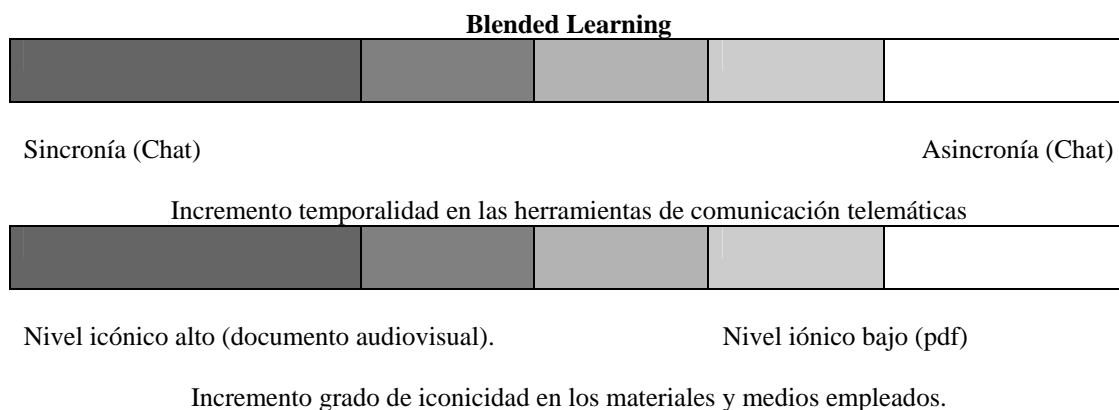 Blended Learning
Sincronía (Chat) Asincronía (Chat)
Incremento temporalidad en las herramientas de comunicación telemáticas
Nivel icónico alto (documento audiovisual). Nivel iónico bajo (pdf)
Incremento grado de iconicidad en los materiales y medios empleados.